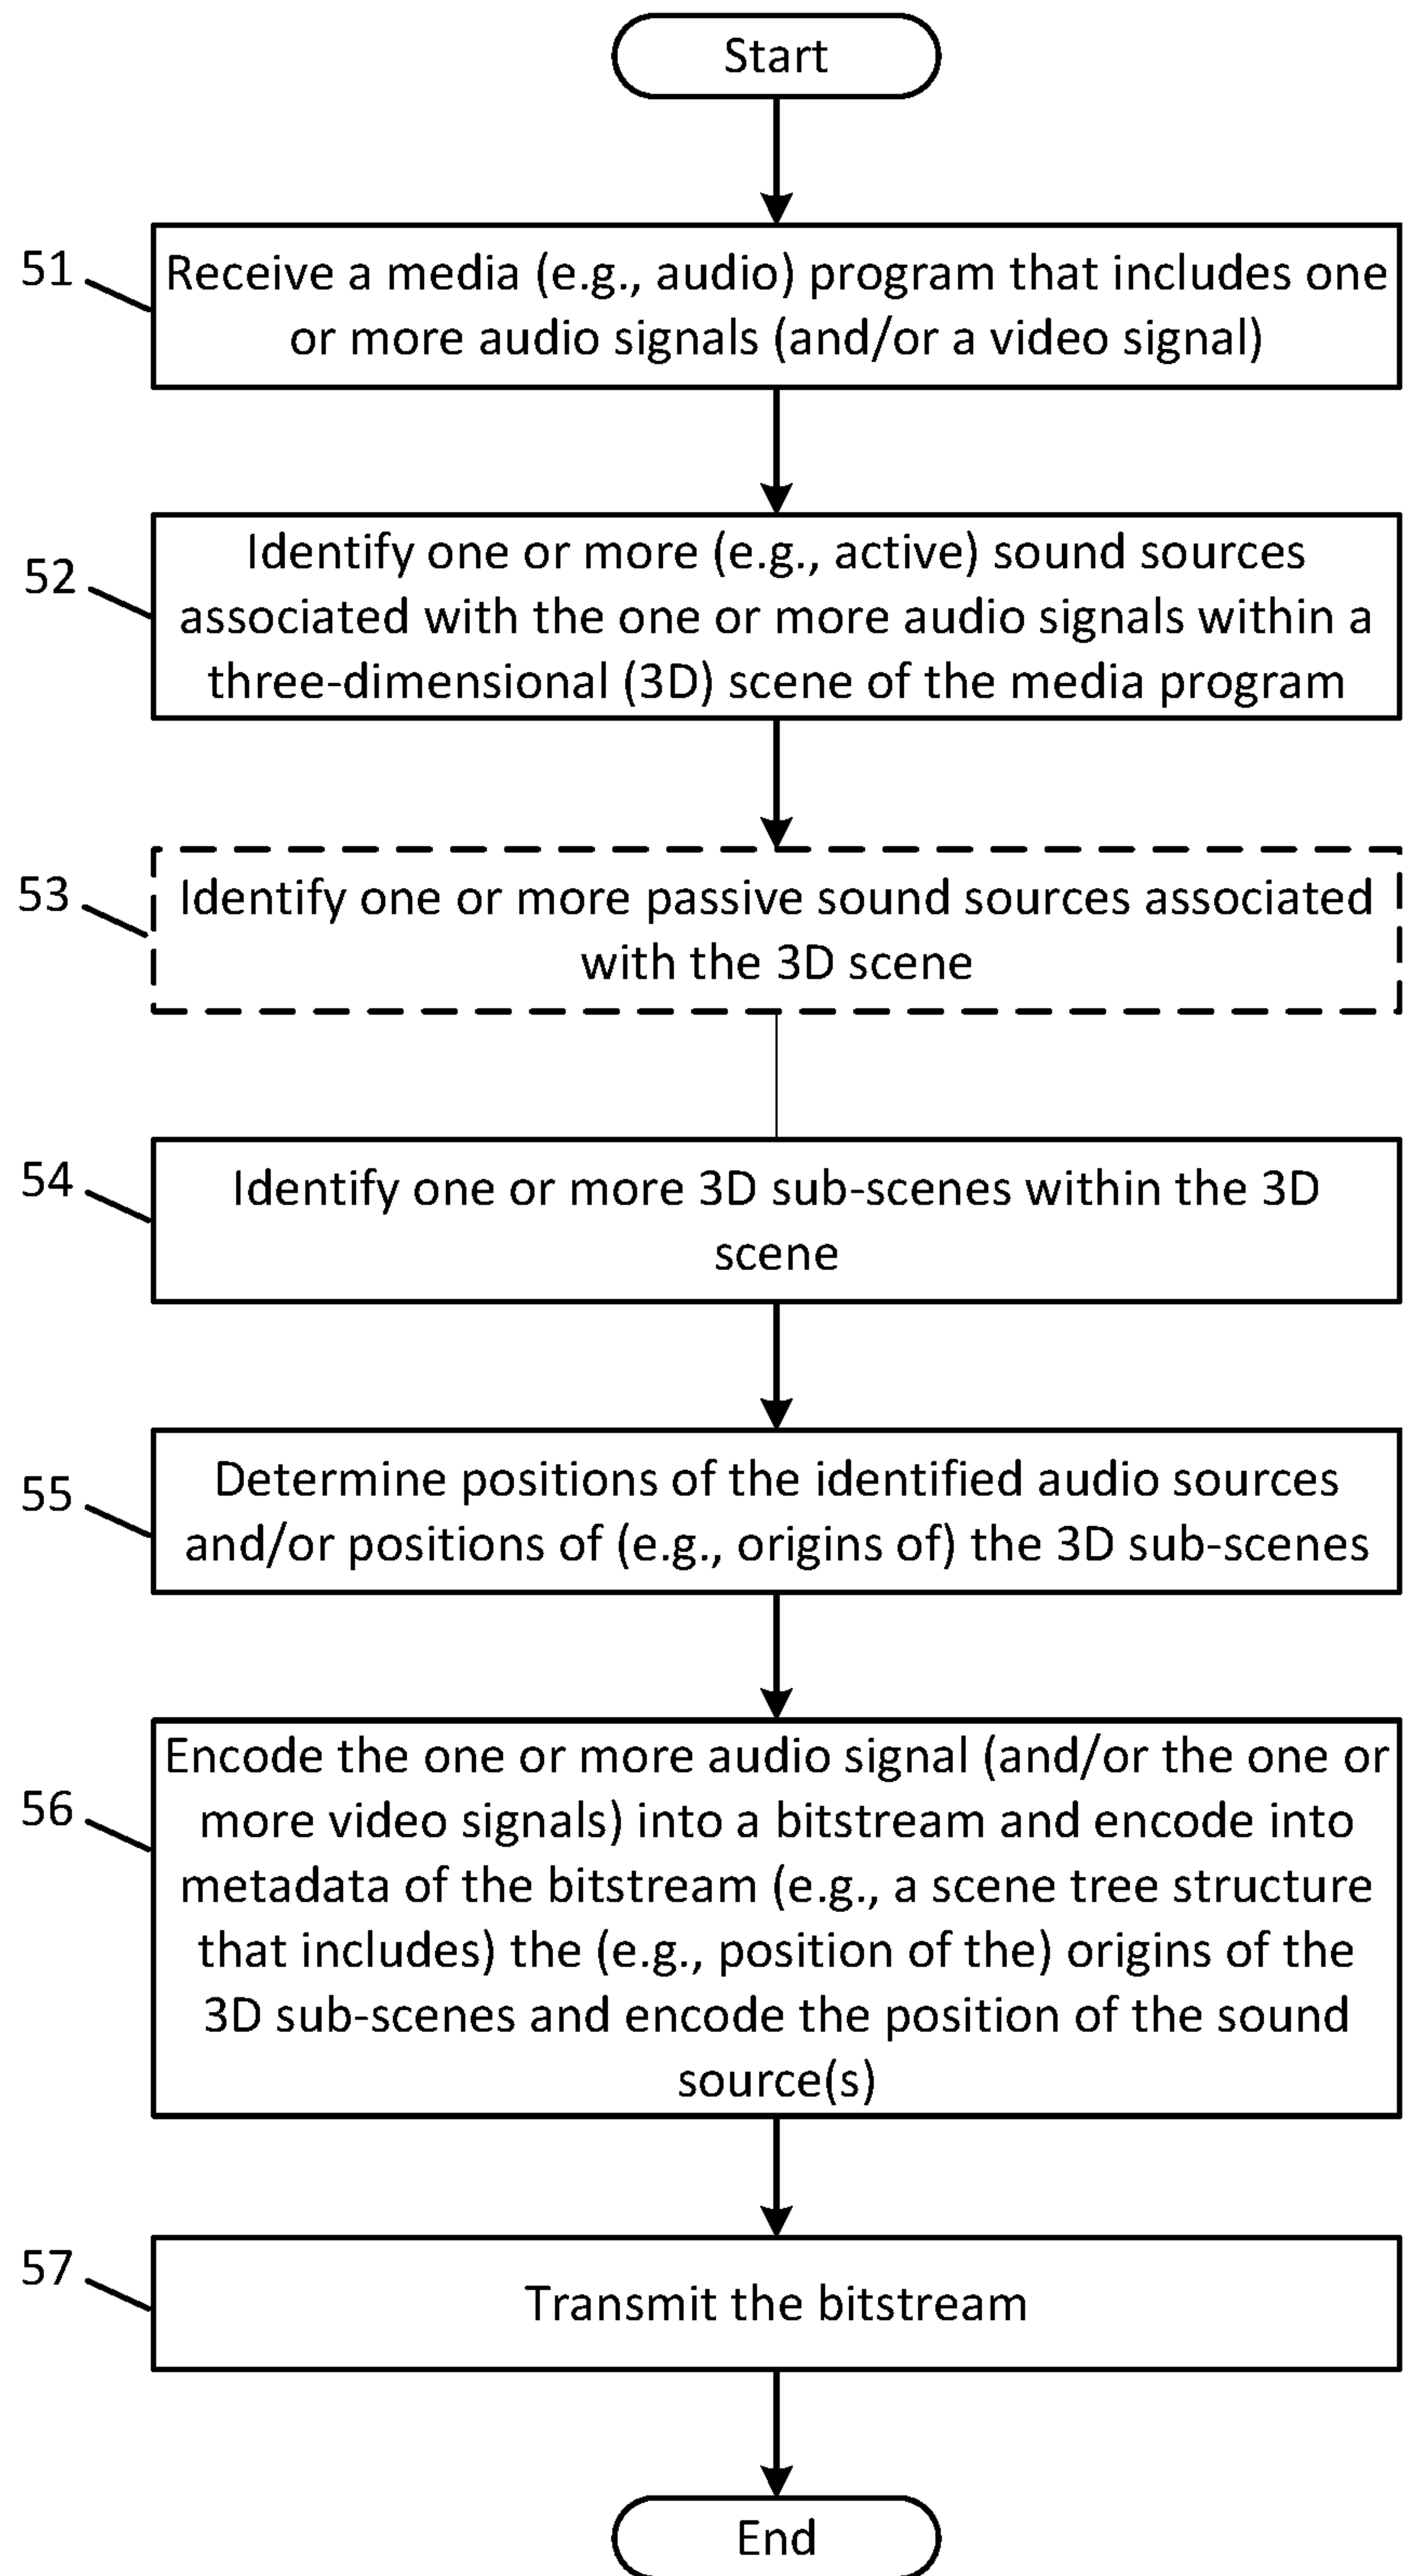 Start
51
Receive a media (e.g., audio) program that includes one
or more audio signals (and/or a video signal)
52
Identify one or more (e.g., active) sound sources
associated with the one or more audio signals within a
three-dimensional (3D) scene of the media program
53
Identify one or more passive sound sources associated
with the 3D scene
54
Identify one or more 3D sub-scenes within the 3D
scene
55
Determine positions of the identified audio sources
and/or positions of (e.g., origins of) the 3D sub-scenes
56
Encode the one or more audio signal (and/or the one or
more video signals) into a bitstream and encode into
metadata of the bitstream (e.g., a scene tree structure
that includes) the (e.g., position of the) origins of the
3D sub-scenes and encode the position of the sound
source(s)
57
Transmit the bitstream
End